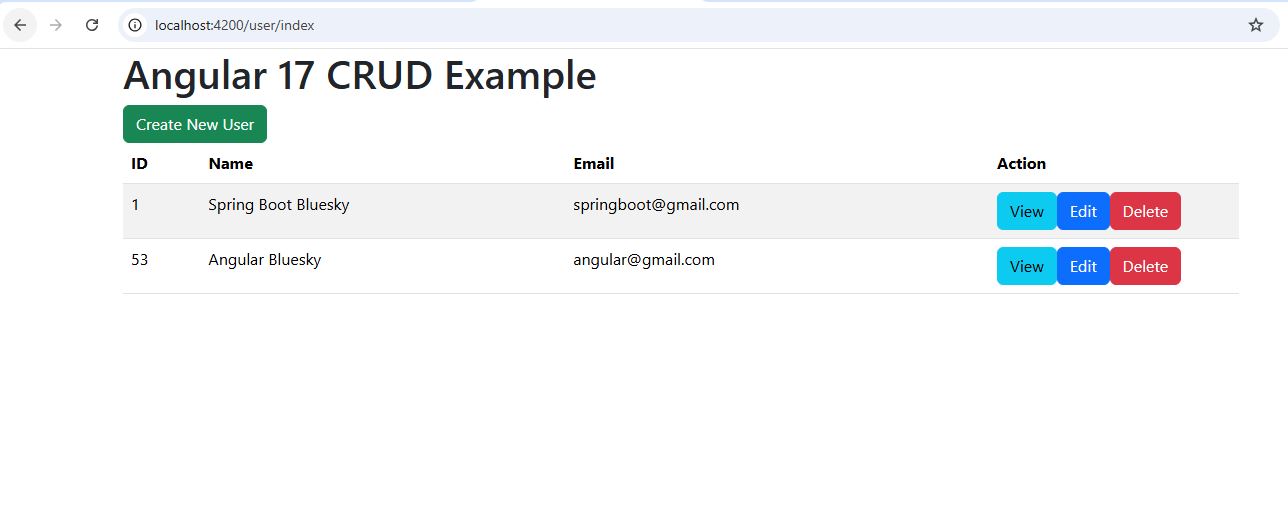 localhost:4200/user/index
Angular 17 CRUD Example
Create New User
ID Name Email Action
1 Spring Boot Bluesky springboot@gmail.com View Edit Delete
53 Angular Bluesky angular@gmail.com View Edit Delete